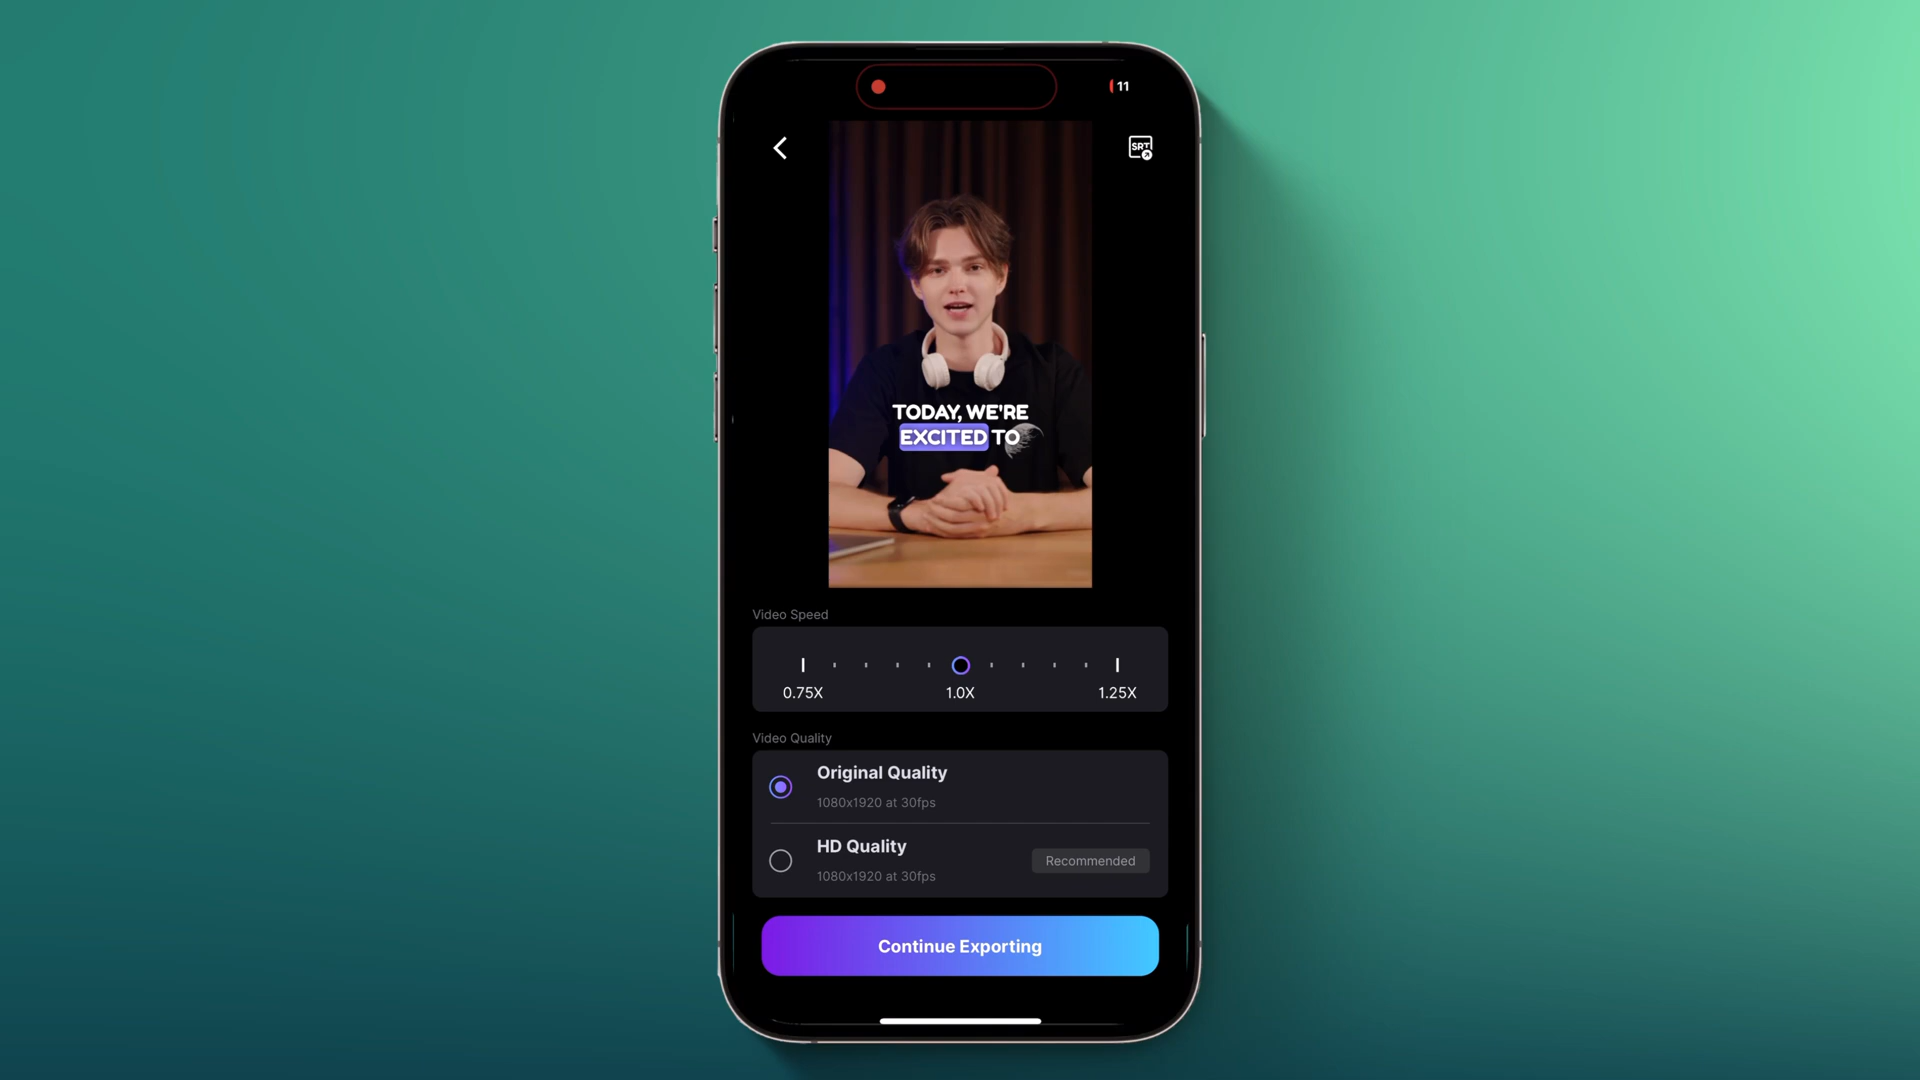 11
SRT
TODAY, WE'RE
EXCITED TO
Video Speed
0.75X 1.0X 1.25X
Video Quality
Original Quality
1080x1920 at 30fps
HD Quality
Recommended
1080x1920 at 30fps
Continue Exporting